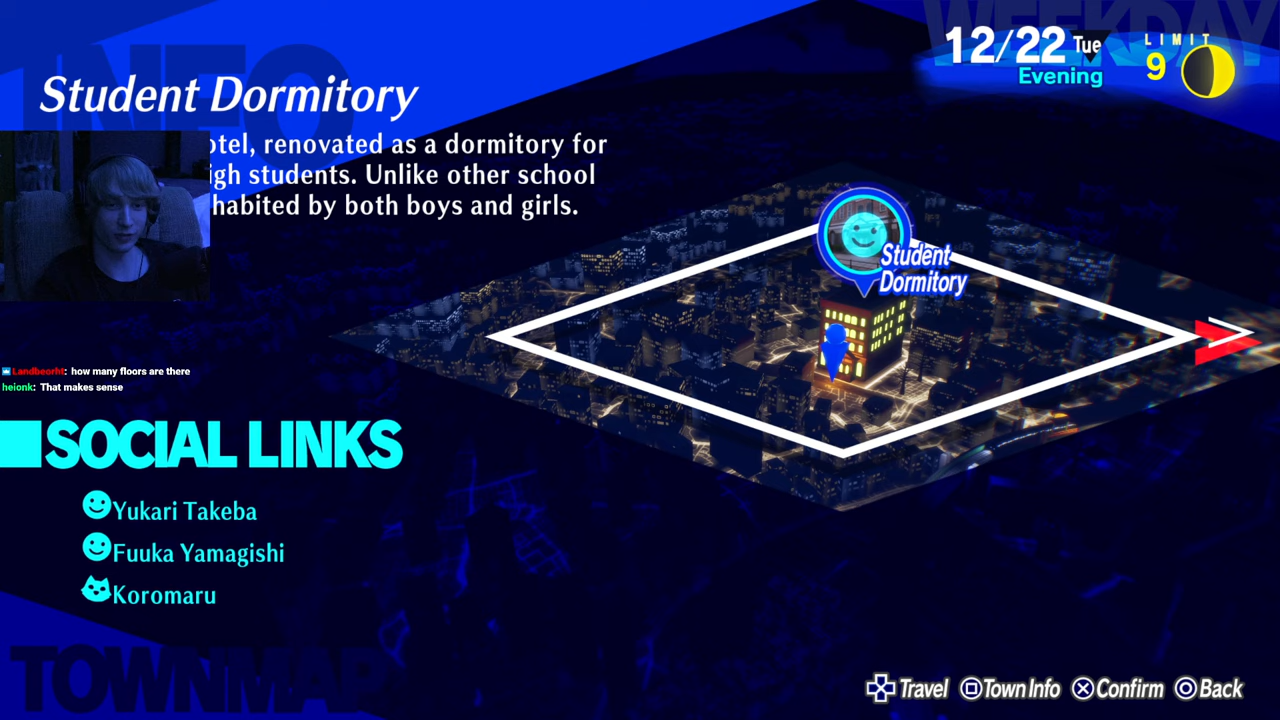 WEEKDAY
12/22 Tue
Evening
LIMIT
9
INFO
Student Dormitory
otel, renovated as a dormitory for
igh students. Unlike other school
habited by both boys and girls.
Student
Dormitory
Landbeorht: how many floors are there
heionk: That makes sense
SOCIAL LINKS
Yukari Takeba
Fuuka Yamagishi
Koromaru
TOWNMAP
Travel Town Info Confirm Back